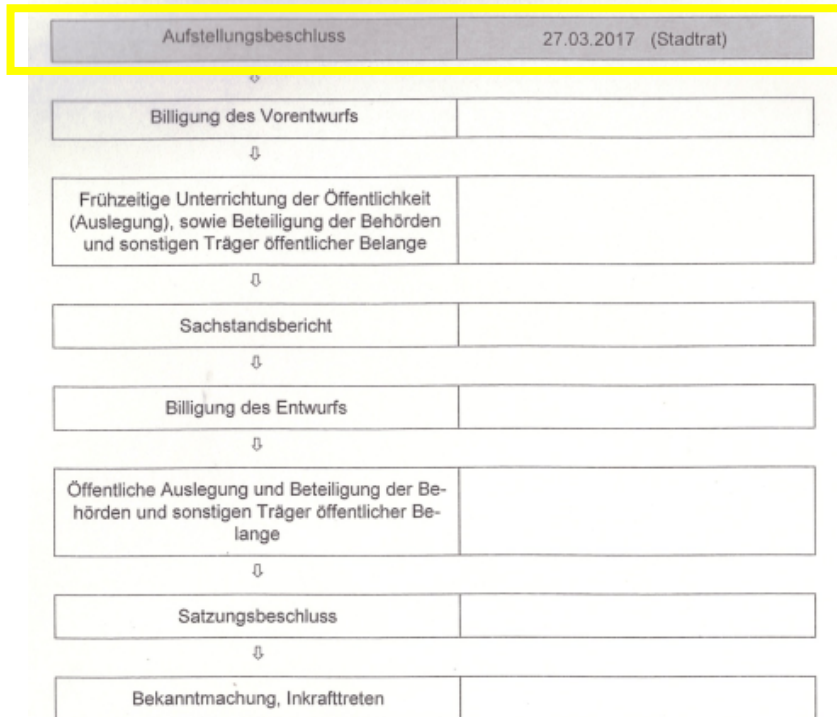 Aufstellungsbeschluss 27.03.2017 (Stadtrat)
Billigung des Vorentwurfs
Frühzeitige Unterrichtung der Öffentlichkeit
(Auslegung), sowie Beteiligung der Behörden
und sonstigen Träger öffentlicher Belange
Sachstandsbericht
Billigung des Entwurfs
Öffentliche Auslegung und Beteiligung der Be-
hörden und sonstigen Träger öffentlicher Be-
lange
Satzungsbeschluss
Bekanntmachung, Inkrafttreten